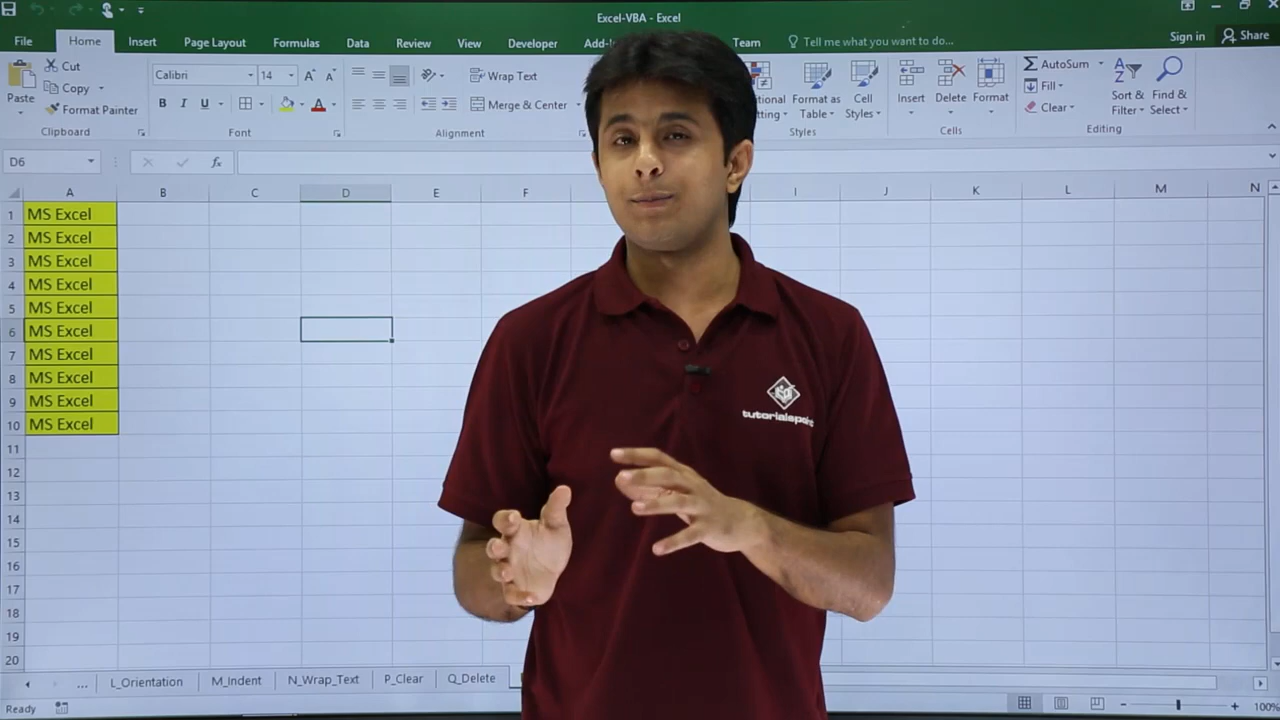 Excel-VBA - Excel
File Home Insert Page Layout Formulas Data Review View Developer Team Tell me what you want to do... Sign in Share
Cut
Copy
Format Painter
Paste
Clipboard
Calibri 14
B I U
Font
Wrap Text
Merge & Center
Alignment
Format as Table
Cell Styles
Styles
Insert Delete Format
Cells
AutoSum
Fill
Clear
Sort & Filter
Find & Select
Editing
D6
fx
A B C D E F I J K L M N
1 MS Excel
2 MS Excel
3 MS Excel
4 MS Excel
5 MS Excel
6 MS Excel
7 MS Excel
8 MS Excel
9 MS Excel
10 MS Excel
11
12
13
14
15
16
17
18
19
20
tutorialspoint
... L_Orientation M_Indent N_Wrap_Text P_Clear Q_Delete
Ready
100%